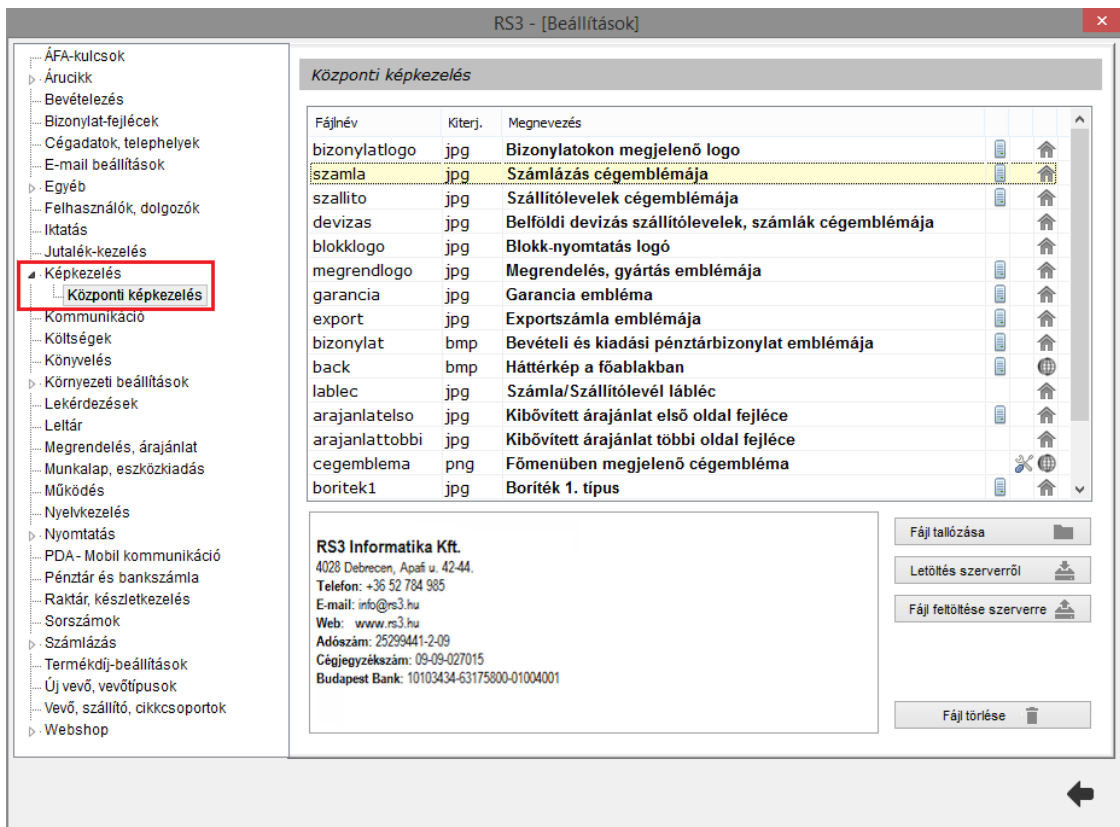 RS3 - [Beállítások]
ÁFA-kulcsok
Árucikk
Bevételezés
Bizonylat-fejlécek
Cégadatok, telephelyek
E-mail beállítások
Egyéb
Felhasználók, dolgozók
Iktatás
Jutalék-kezelés
Képkezelés
Központi képkezelés
Kommunikáció
Költségek
Könyvelés
Környezeti beállítások
Lekérdezések
Leltár
Megrendelés, árajánlat
Munkalap, eszközkiadás
Működés
Nyelvkezelés
Nyomtatás
PDA - Mobil kommunikáció
Pénztár és bankszámla
Raktár, készletkezelés
Sorszámok
Számlázás
Termékdíj-beállítások
Új vevő, vevőtípusok
Vevő, szállító, cikkcsoportok
Webshop
Központi képkezelés
Fájlnév Kiterj. Megnevezés
bizonylatlogo jpg Bizonylatokon megjelenő logo
szamla jpg Számlázás cégemblémája
szallito jpg Szállítólevelek cégemblémája
devizas jpg Belföldi devizás szállítólevelek, számlák cégemblémája
blokklogo jpg Blokk-nyomtatás logó
megrendlogo jpg Megrendelés, gyártás emblémája
garancia jpg Garancia embléma
export jpg Exportszámla emblémája
bizonylat bmp Bevételi és kiadási pénztárbizonylat emblémája
back bmp Háttérkép a főablakban
lablec jpg Számla/Szállítólevél lábléc
arajanlatelso jpg Kibővített árajánlat első oldal fejléce
arajanlattobbi jpg Kibővített árajánlat többi oldal fejléce
cegemblema png Főmenüben megjelenő cégembléma
boritek1 jpg Boríték 1. típus
RS3 Informatika Kft.
4028 Debrecen, Apafi u. 42-44.
Telefon: +36 52 784 985
E-mail: info@rs3.hu
Web: www.rs3.hu
Adószám: 25299441-2-09
Cégjegyzékszám: 09-09-027015
Budapest Bank: 10103434-63175800-01004001
Fájl tallózása
Letöltés szerverről
Fájl feltöltése szerverre
Fájl törlése